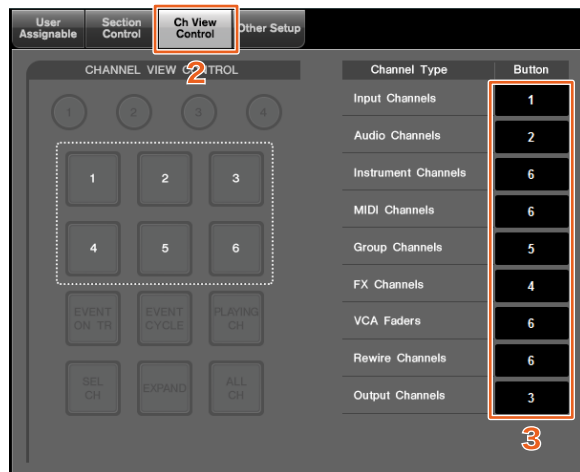 User Assignable
Section Control
Ch View Control
Other Setup
2
CHANNEL VIEW CONTROL
1 2 3 4
1 2 3
4 5 6
EVENT ON TR
EVENT CYCLE
PLAYING CH
SEL CH
EXPAND
ALL CH
Channel Type Button
Input Channels 1
Audio Channels 2
Instrument Channels 6
MIDI Channels 6
Group Channels 5
FX Channels 4
VCA Faders 6
Rewire Channels 6
Output Channels 3
3